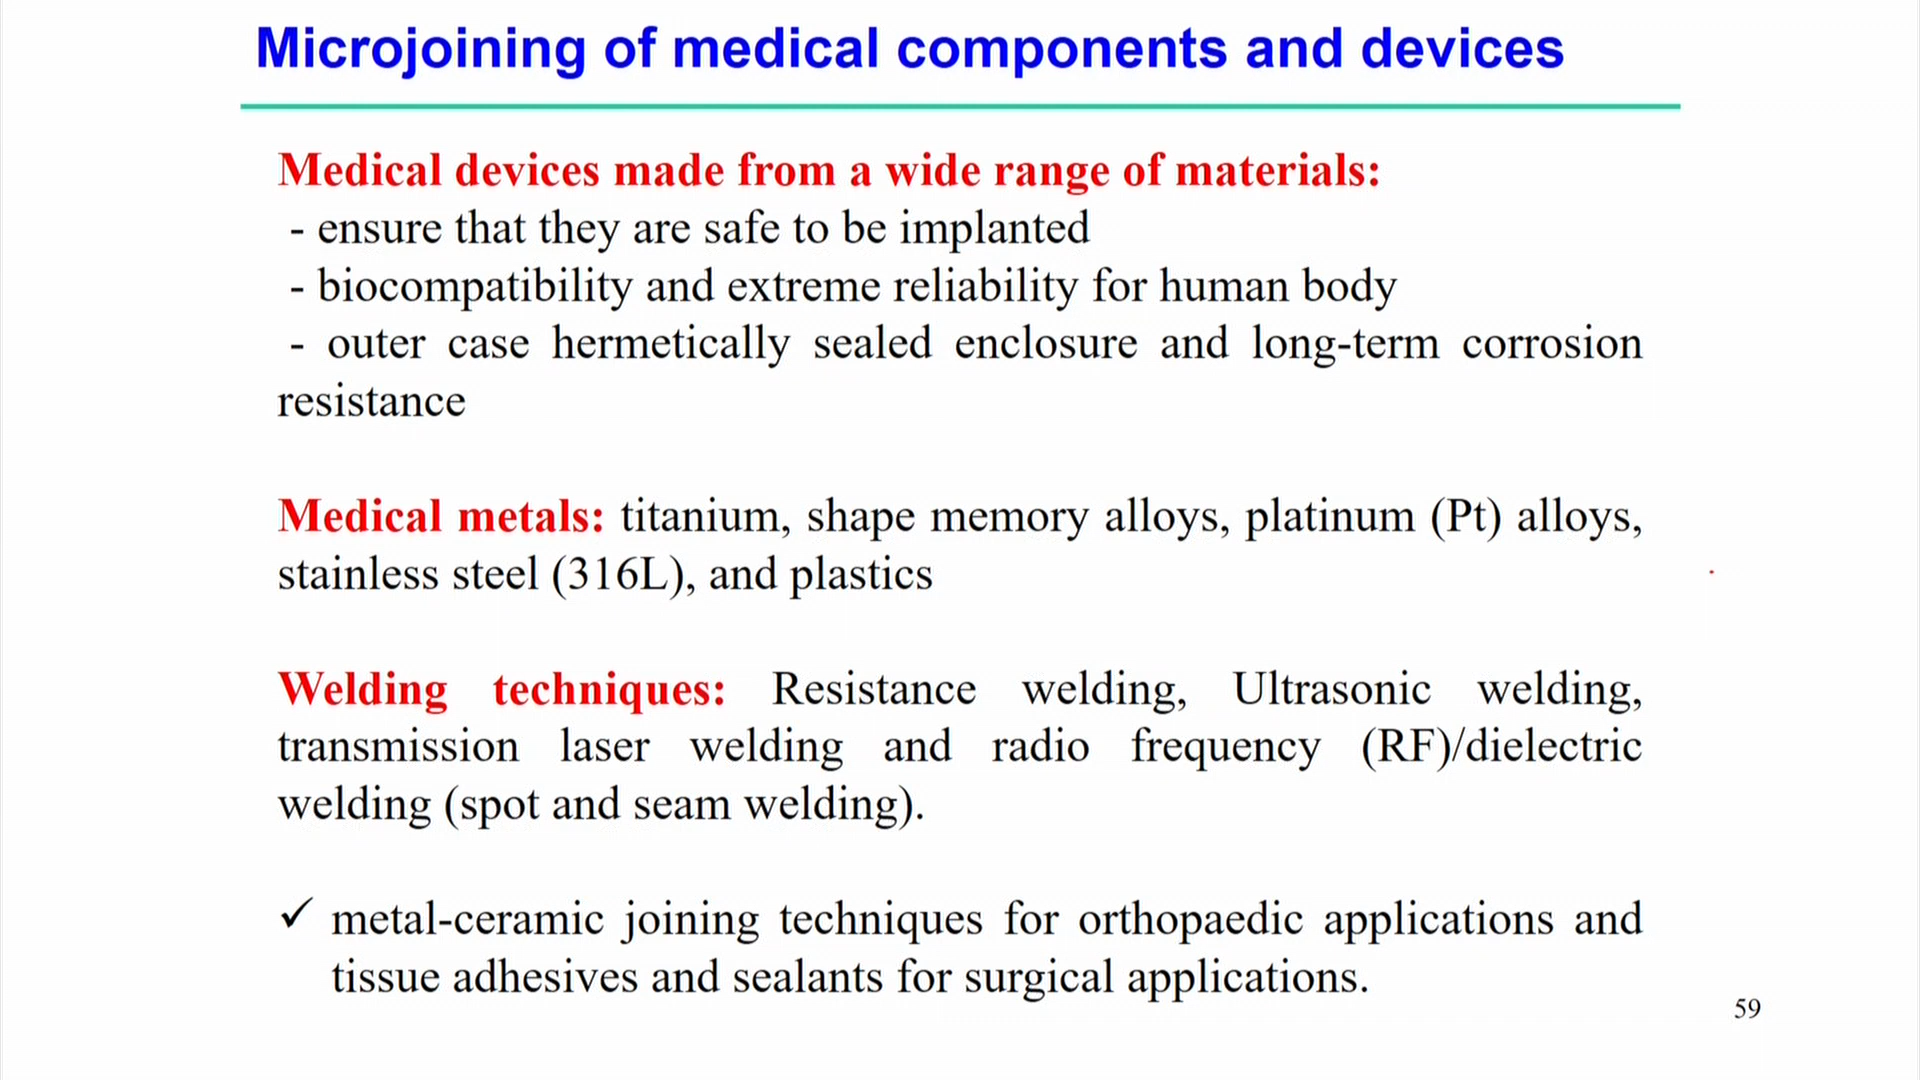 Microjoining of medical components and devices
Medical devices made from a wide range of materials:
- ensure that they are safe to be implanted
- biocompatibility and extreme reliability for human body
- outer case hermetically sealed enclosure and long-term corrosion
resistance
Medical metals: titanium, shape memory alloys, platinum (Pt) alloys,
stainless steel (316L), and plastics
Welding techniques: Resistance welding, Ultrasonic welding,
transmission laser welding and radio frequency (RF)/dielectric
welding (spot and seam welding).
✓ metal-ceramic joining techniques for orthopaedic applications and
tissue adhesives and sealants for surgical applications.
59